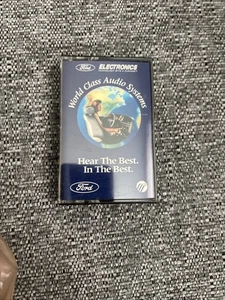 Ford ELECTRONICS
World Class Audio Systems
Hear The Best.
In The Best.
Ford